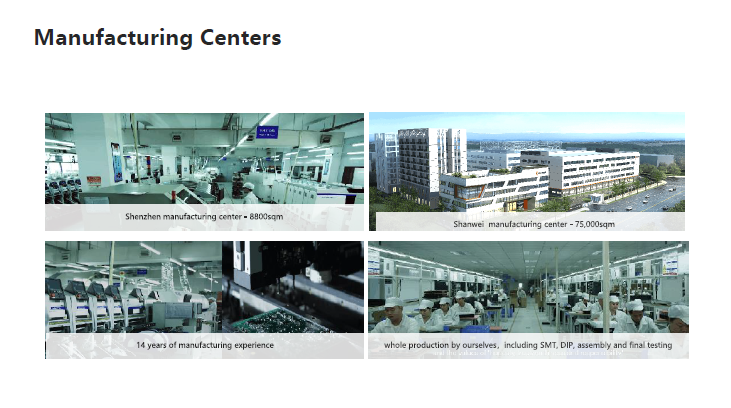 Manufacturing Centers
Shenzhen manufacturing center - 8800sqm
Shanwei manufacturing center - 75,000sqm
14 years of manufacturing experience
whole production by ourselves, including SMT, DIP, assembly and final testing